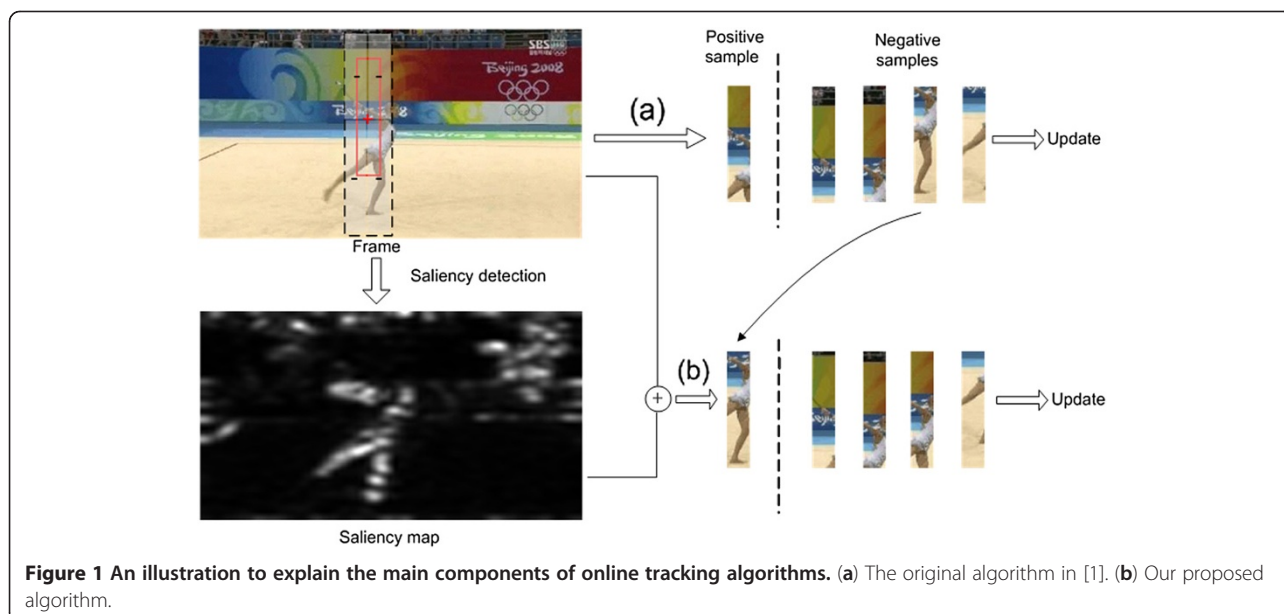 SBS
Beijing 2008
Positive
sample
Negative
samples
(a)
Update
Frame
Saliency detection
(b)
+
Update
Saliency map
Figure 1 An illustration to explain the main components of online tracking algorithms. (a) The original algorithm in [1]. (b) Our proposed
algorithm.